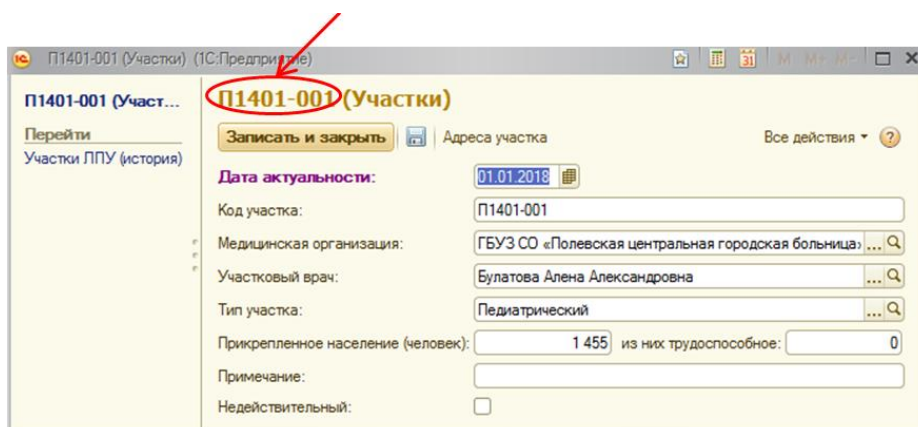 П1401-001 (Участки) (1С:Предприятие)
31 M M+ M-
П1401-001 (Участ...
Перейти
Участки ЛПУ (история)
П1401-001 (Участки)
Записать и закрыть Адреса участка Все действия ?
Дата актуальности: 01.01.2018
Код участка: П1401-001
Медицинская организация: ГБУЗ СО «Полевская центральная городская больница» ...
Участковый врач: Булатова Алена Александровна ...
Тип участка: Педиатрический ...
Прикрепленное население (человек): 1 455 из них трудоспособное: 0
Примечание:
Недействительный: